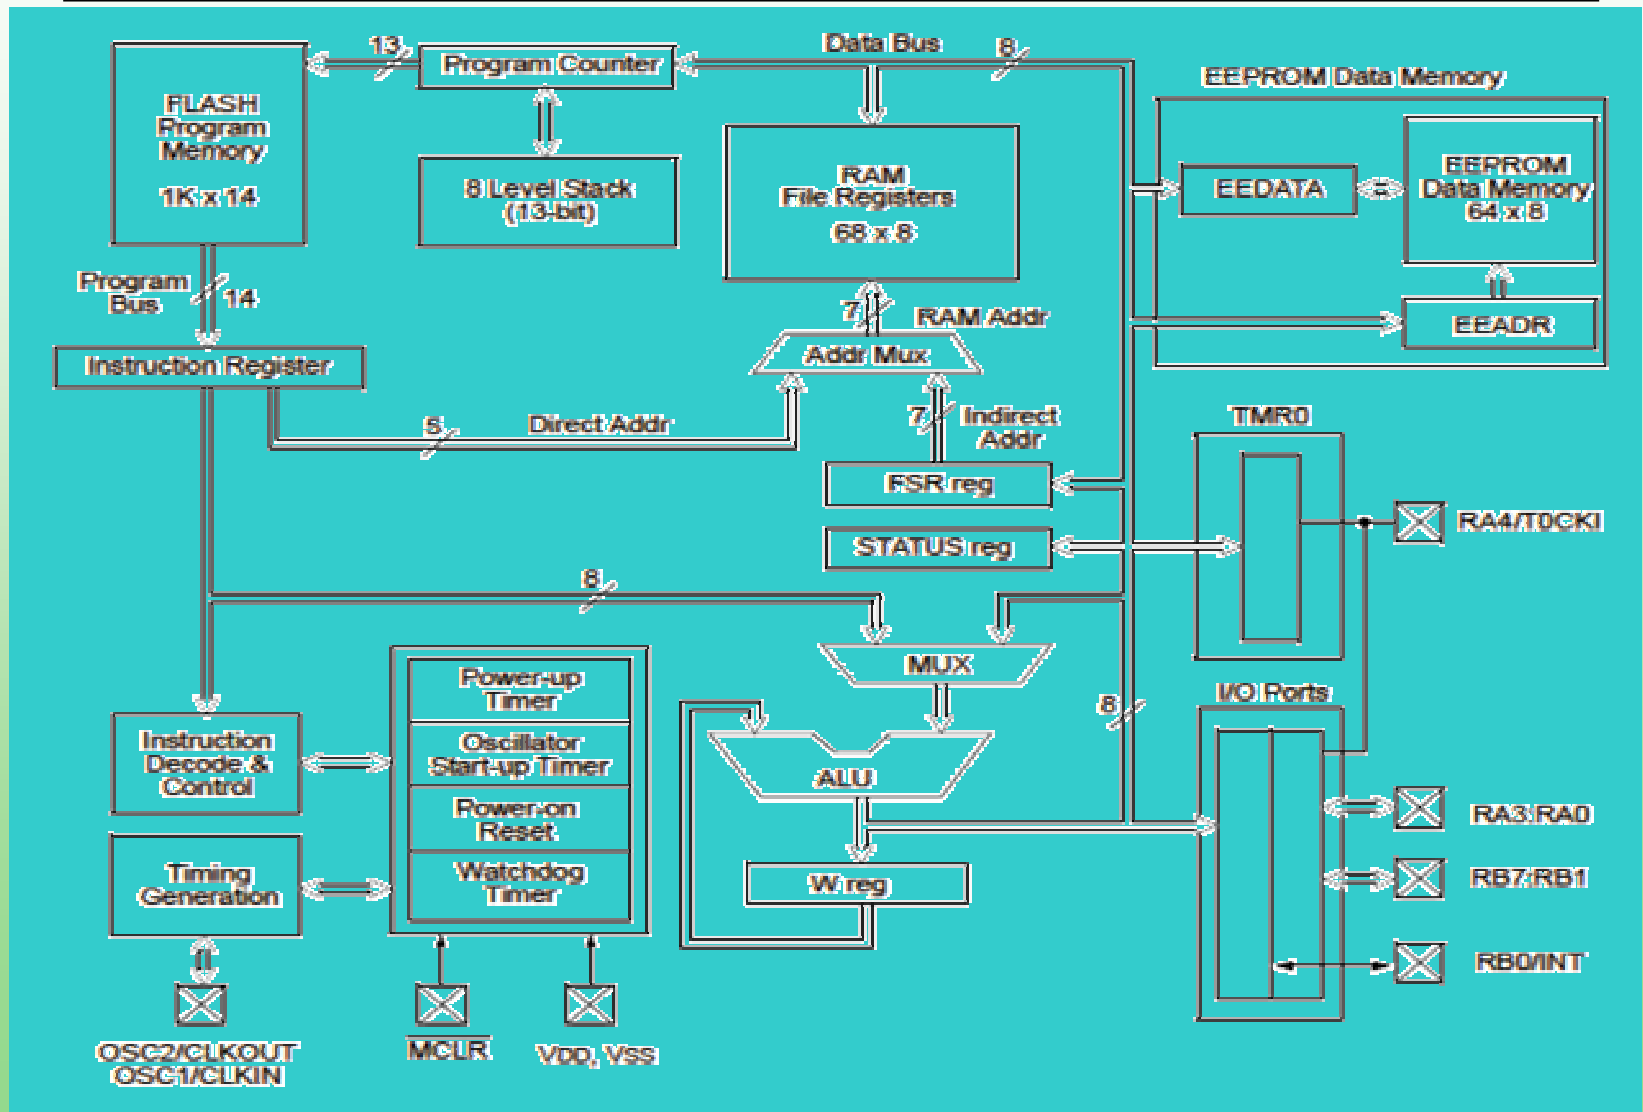 13
Program Counter
Data Bus
8
EEPROM Data Memory
FLASH
Program
Memory
1K x 14
8 Level Stack
(13-bit)
RAM
File Registers
68 x 8
EEDATA
EEPROM
Data Memory
64 x 8
EEADR
Program
Bus
14
7
RAM Addr
Addr Mux
Instruction Register
5
Direct Addr
7
Indirect
Addr
TMR0
FSR reg
STATUS reg
RA4/T0CKI
8
MUX
Power-up
Timer
Oscillator
Start-up Timer
Power-on
Reset
Watchdog
Timer
Instruction
Decode &
Control
Timing
Generation
ALU
8
W reg
I/O Ports
RA3:RA0
RB7:RB1
RB0/INT
OSC2/CLKOUT
OSC1/CLKIN
MCLR
VDD, VSS